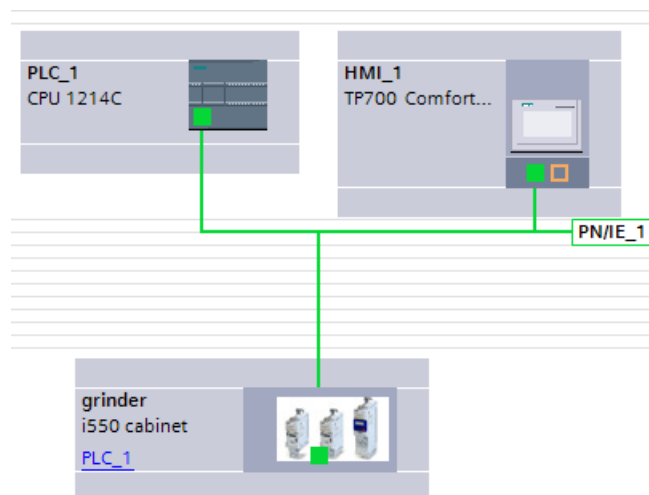 PLC_1
CPU 1214C
HMI_1
TP700 Comfort...
PN/IE_1
grinder
i550 cabinet
PLC_1